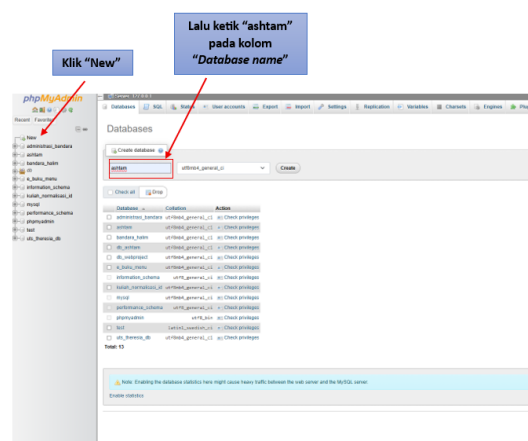 Lalu ketik “ashtam”
pada kolom
“Database name”
Klik “New”
phpMyAdmin
Recent Favorites
New
administrasi_bandara
ashtam
bandara_halim
e_buku_menu
information_schema
kuliah_normalisasi_id
mysql
performance_schema
phpmyadmin
test
uts_theresia_db
Databases SQL Status User accounts Export Import Settings Replication Variables Charsets Engines
Databases
Create database
ashtam utf8mb4_general_ci Create
Check all Drop
Database Collation Action
administrasi_bandara utf8mb4_general_ci Check privileges
ashtam utf8mb4_general_ci Check privileges
bandara_halim utf8mb4_general_ci Check privileges
db_ashtam utf8mb4_general_ci Check privileges
db_webproject utf8mb4_general_ci Check privileges
e_buku_menu utf8mb4_general_ci Check privileges
information_schema utf8_general_ci Check privileges
kuliah_normalisasi_id utf8mb4_general_ci Check privileges
mysql utf8mb4_general_ci Check privileges
performance_schema utf8_general_ci Check privileges
phpmyadmin utf8_bin Check privileges
test latin1_swedish_ci Check privileges
uts_theresia_db utf8mb4_general_ci Check privileges
Total: 13
Note: Enabling the database statistics here might cause heavy traffic between the web server and the MySQL server.
Enable statistics